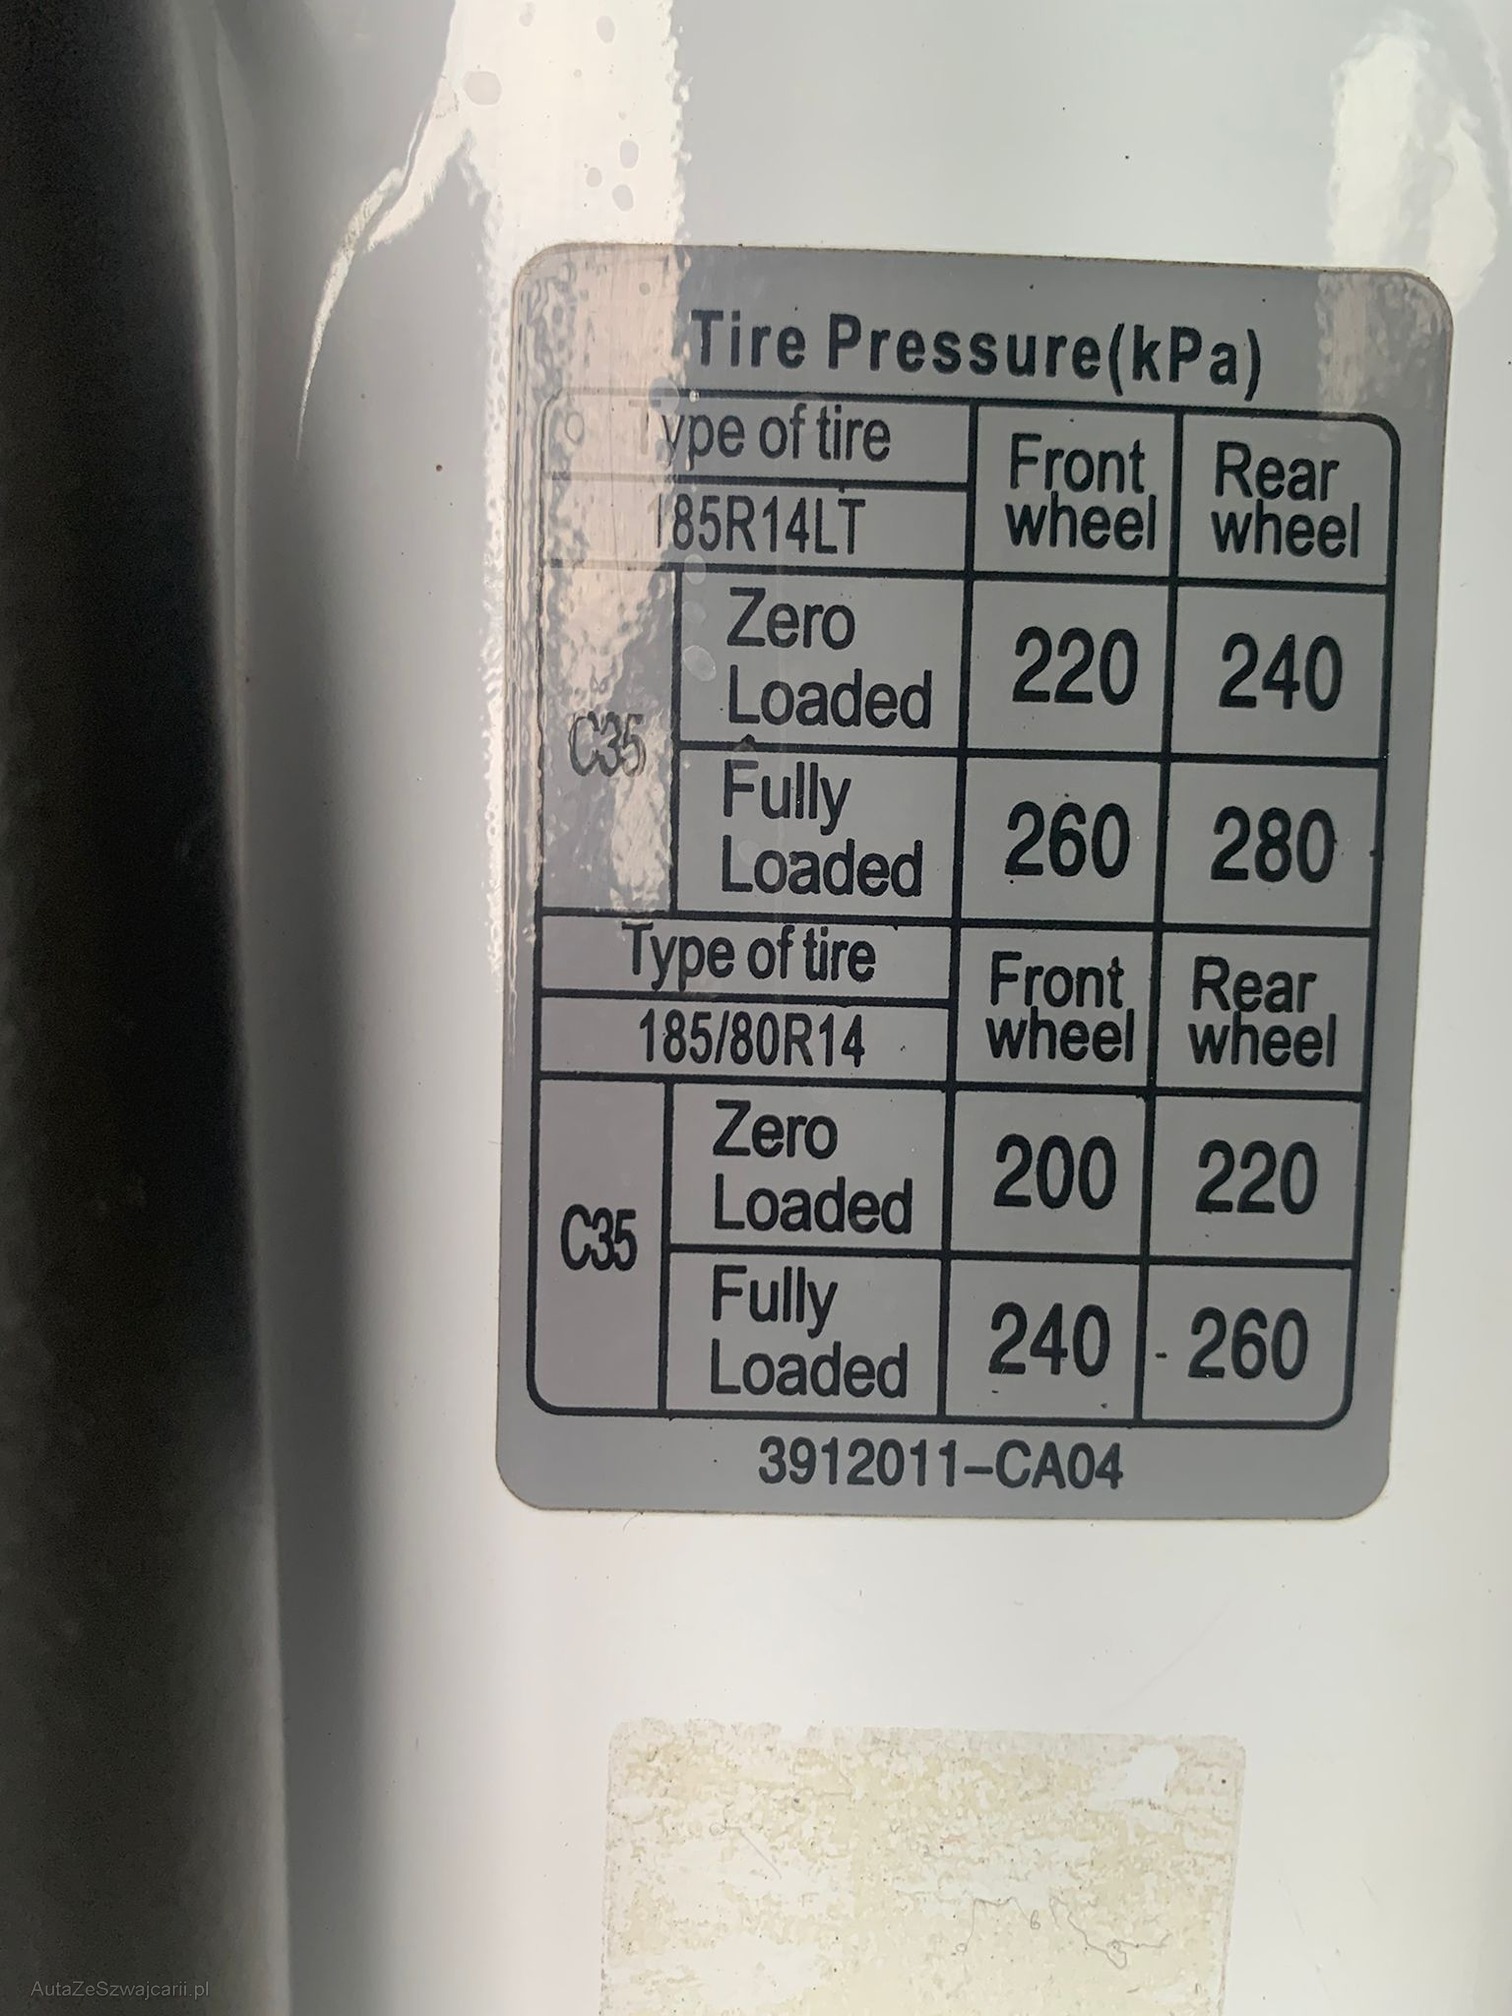 Tire Pressure(kPa)
Type of tire
Front wheel
Rear wheel
185R14LT
C35
Zero Loaded
220
240
Fully Loaded
260
280
Type of tire
Front wheel
Rear wheel
185/80R14
C35
Zero Loaded
200
220
Fully Loaded
240
260
3912011-CA04
AutaZeSzwajcarii.pl